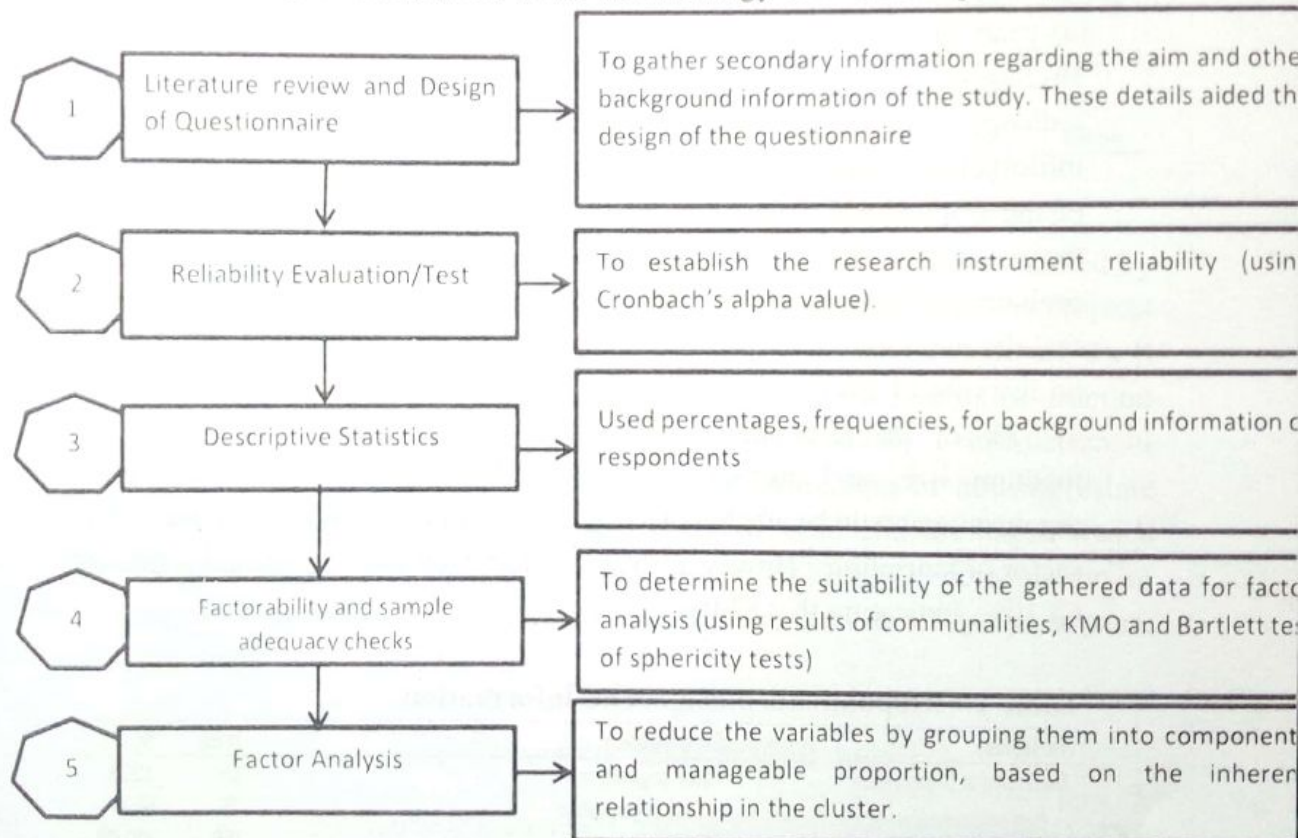 1
Literature review and Design
of Questionnaire
To gather secondary information regarding the aim and othe
background information of the study. These details aided th
design of the questionnaire
2
Reliability Evaluation/Test
To establish the research instrument reliability (usin
Cronbach's alpha value).
3
Descriptive Statistics
Used percentages, frequencies, for background information o
respondents
4
Factorability and sample
adequacy checks
To determine the suitability of the gathered data for facto
analysis (using results of communalities, KMO and Bartlett tes
of sphericity tests)
5
Factor Analysis
To reduce the variables by grouping them into component
and manageable proportion, based on the inheren
relationship in the cluster.